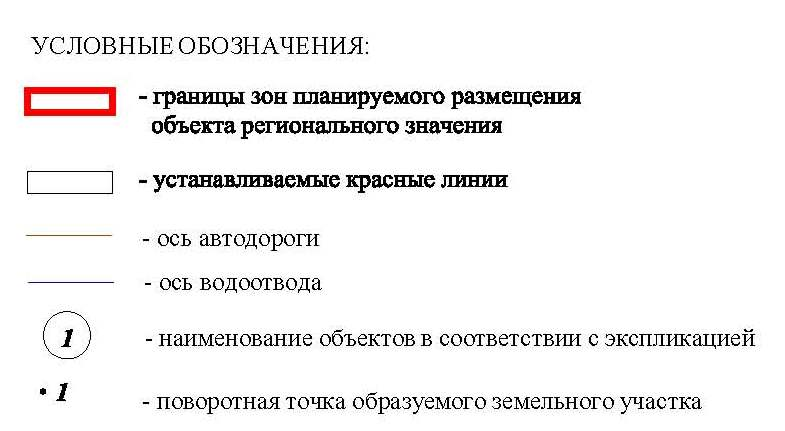 УСЛОВНЫЕ ОБОЗНАЧЕНИЯ:
- границы зон планируемого размещения
объекта регионального значения
- устанавливаемые красные линии
- ось автодороги
- ось водоотвода
1 - наименование объектов в соответствии с экспликацией
1 - поворотная точка образуемого земельного участка